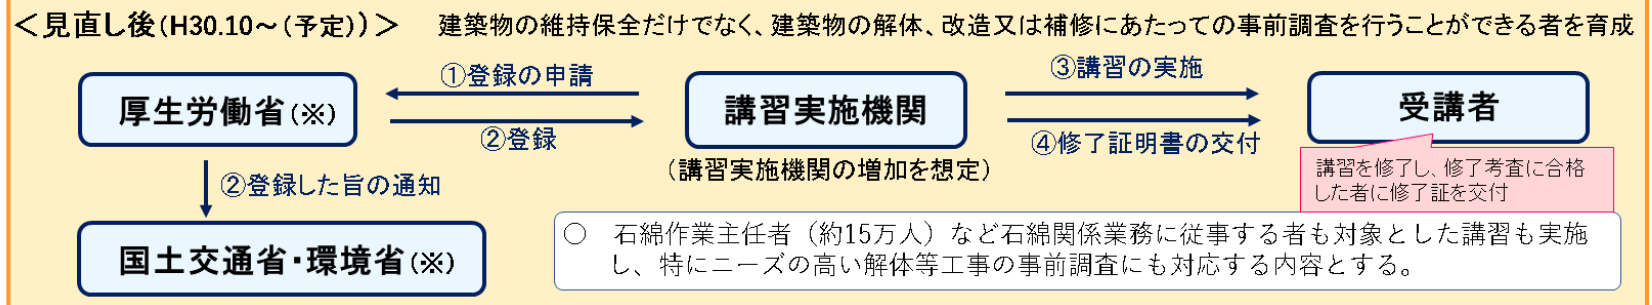 ＜見直し後(H30.10～(予定))＞　建築物の維持保全だけでなく、建築物の解体、改造又は補修にあたっての事前調査を行うことができる者を育成
①登録の申請
③講習の実施
厚生労働省(※)
講習実施機関
受講者
②登録
④修了証明書の交付
(講習実施機関の増加を想定)
講習を修了し、修了考査に合格
した者に修了証を交付
②登録した旨の通知
国土交通省・環境省(※)
○　石綿作業主任者（約15万人）など石綿関係業務に従事する者も対象とした講習も実施
し、特にニーズの高い解体等工事の事前調査にも対応する内容とする。